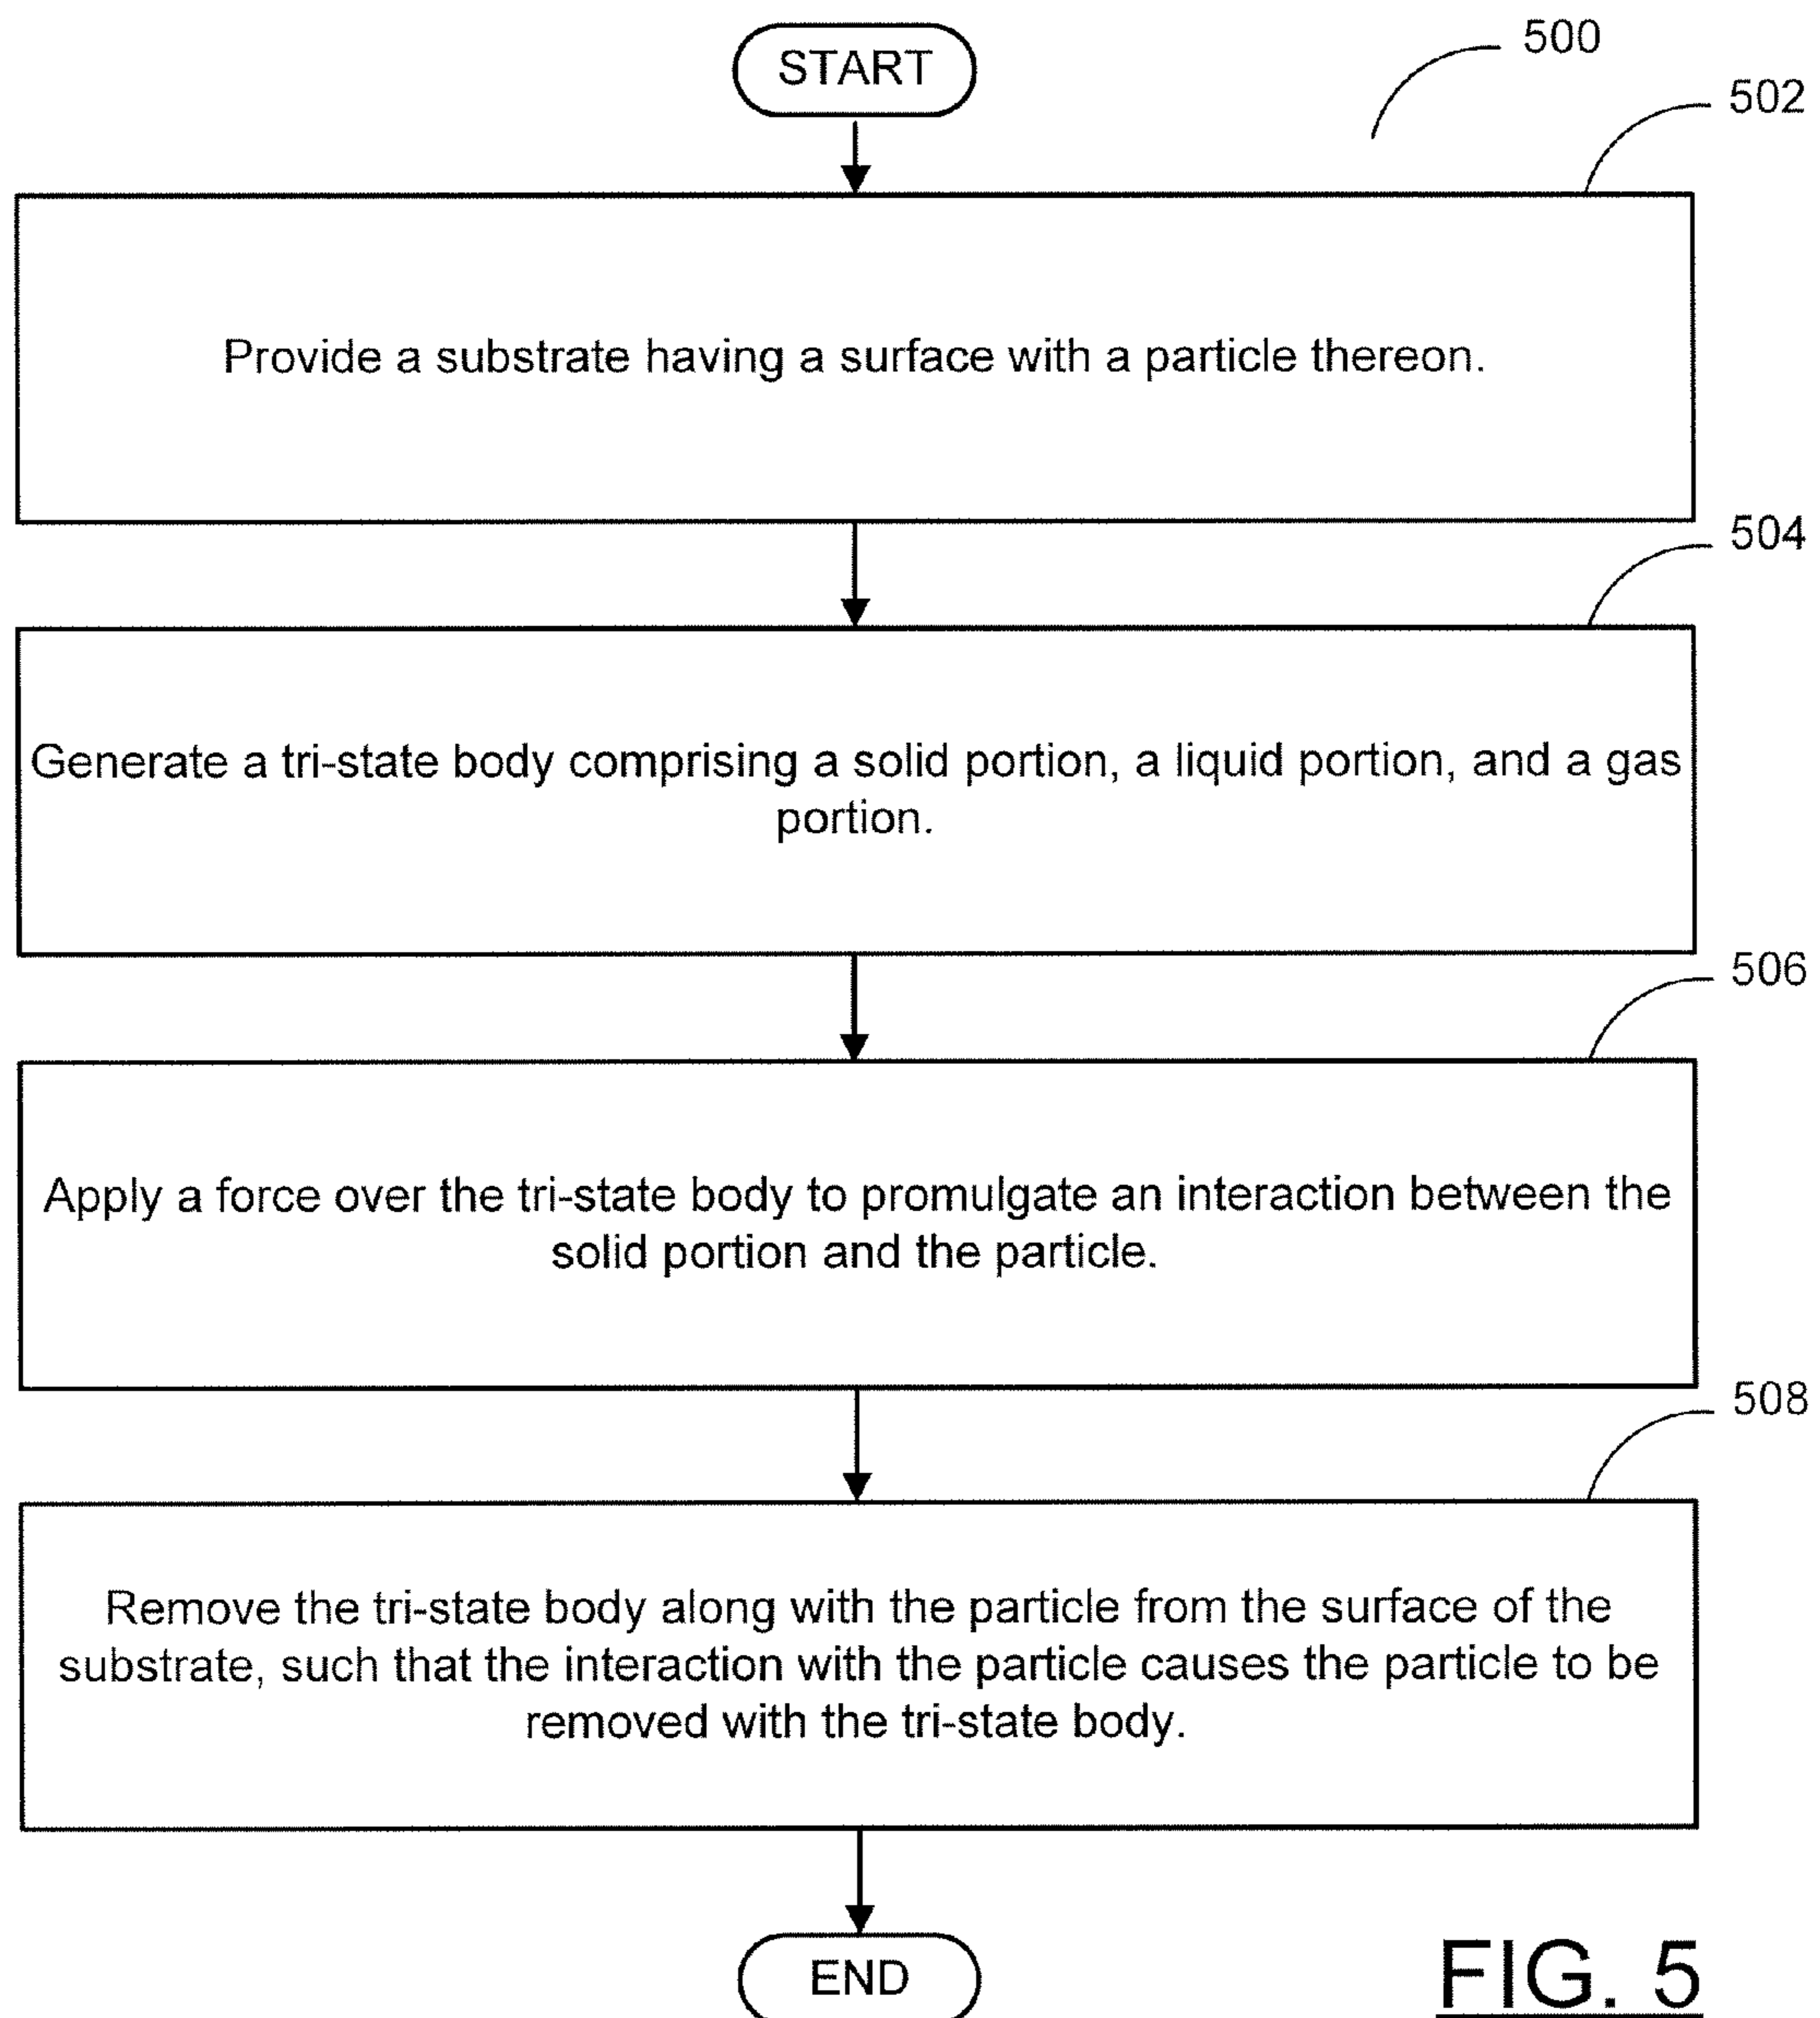 START
500
502
Provide a substrate having a surface with a particle thereon.
504
Generate a tri-state body comprising a solid portion, a liquid portion, and a gas
portion.
506
Apply a force over the tri-state body to promulgate an interaction between the
solid portion and the particle.
508
Remove the tri-state body along with the particle from the surface of the
substrate, such that the interaction with the particle causes the particle to be
removed with the tri-state body.
END
FIG. 5